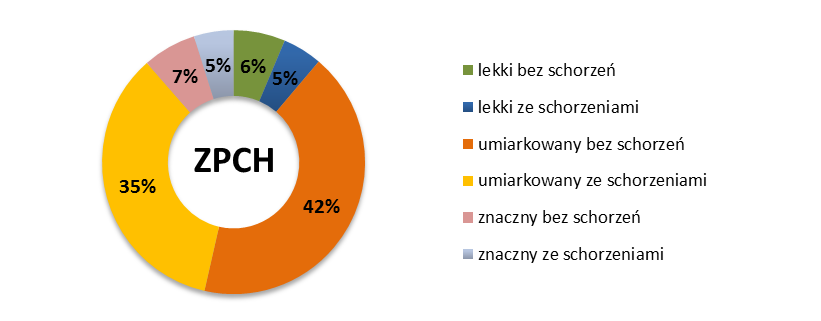 5%
6%
5%
7%
ZPCH
35%
42%
lekki bez schorzeń
lekki ze schorzeniami
umiarkowany bez schorzeń
umiarkowany ze schorzeniami
znaczny bez schorzeń
znaczny ze schorzeniami